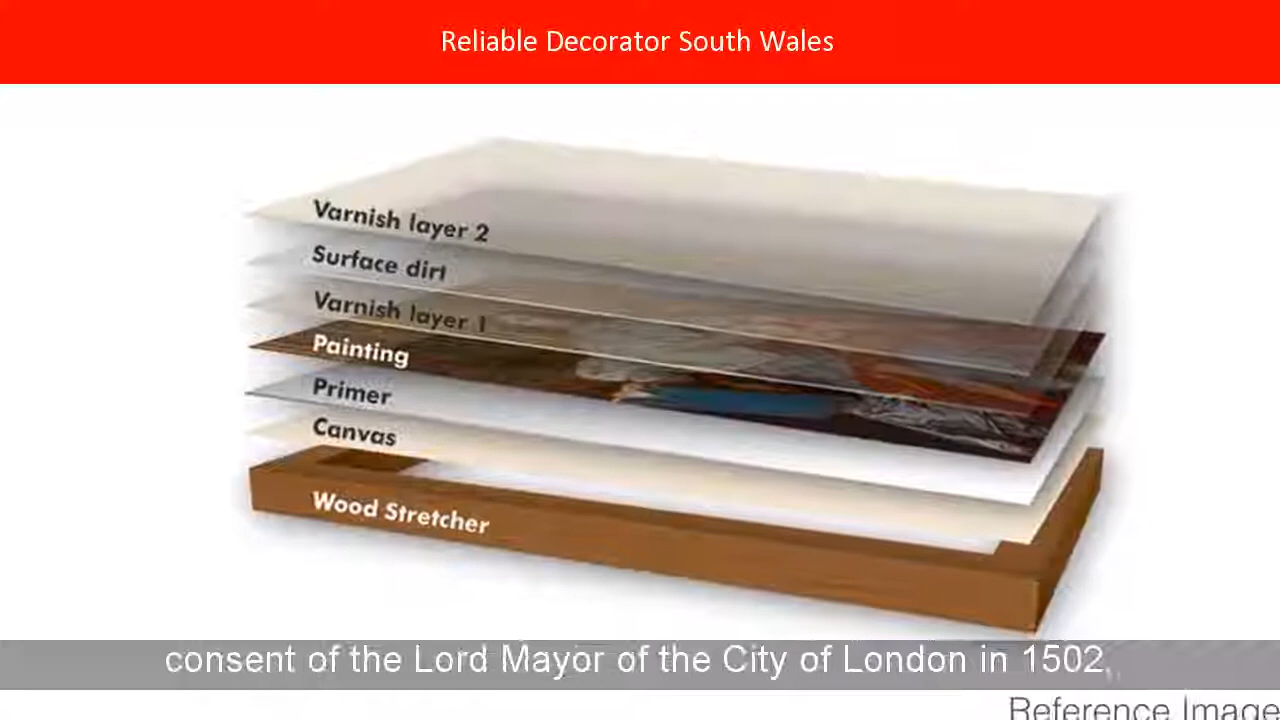 Reliable Decorator South Wales
Varnish layer 2
Surface dirt
Varnish layer 1
Painting
Primer
Canvas
Wood Stretcher
consent of the Lord Mayor of the City of London in 1502,
Reference Image